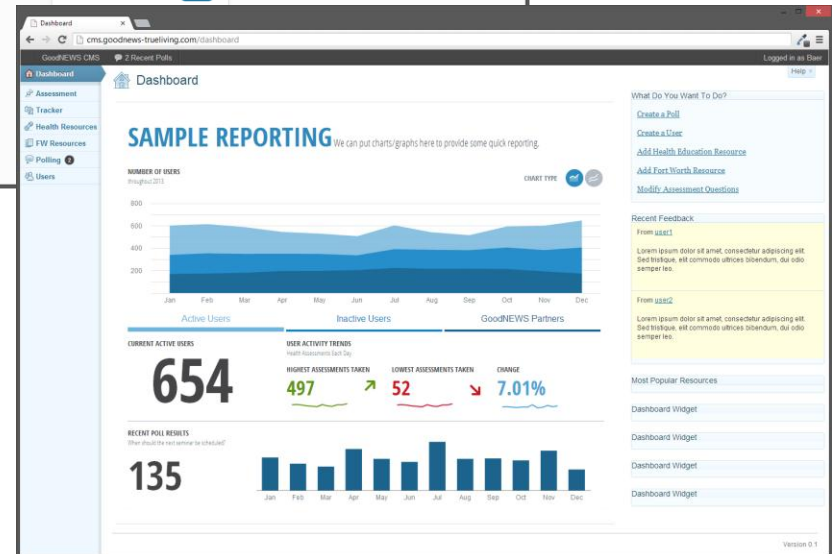 Dashboard
cms.goodnews-trueliving.com/dashboard
GoodNEWS CMS 2 Recent Polls Logged in as Baer
Help
Dashboard
Assessment
Tracker
Health Resources
FW Resources
Polling 2
Users
Dashboard
SAMPLE REPORTING We can put charts/graphs here to provide some quick reporting.
NUMBER OF USERS
throughout 2013
CHART TYPE
800
600
400
200
Jan Feb Mar Apr May Jun Jul Aug Sep Oct Nov Dec
Active Users Inactive Users GoodNEWS Partners
CURRENT ACTIVE USERS
654
USER ACTIVITY TRENDS
Health Assessments Each Day
HIGHEST ASSESSMENTS TAKEN LOWEST ASSESSMENTS TAKEN CHANGE
497 52 7.01%
RECENT POLL RESULTS
"When should the next seminar be scheduled"
135
Jan Feb Mar Apr May Jun Jul Aug Sep Oct Nov Dec
What Do You Want To Do?
Create a Poll
Create a User
Add Health Education Resource
Add Fort Worth Resource
Modify Assessment Questions
Recent Feedback
From user1
Lorem ipsum dolor sit amet, consectetur adipiscing elit.
Sed tristique, elit commodo ultrices bibendum, dui odio
semper leo.
From user2
Lorem ipsum dolor sit amet, consectetur adipiscing elit.
Sed tristique, elit commodo ultrices bibendum, dui odio
semper leo.
Most Popular Resources
Dashboard Widget
Dashboard Widget
Dashboard Widget
Dashboard Widget
Version 0.1